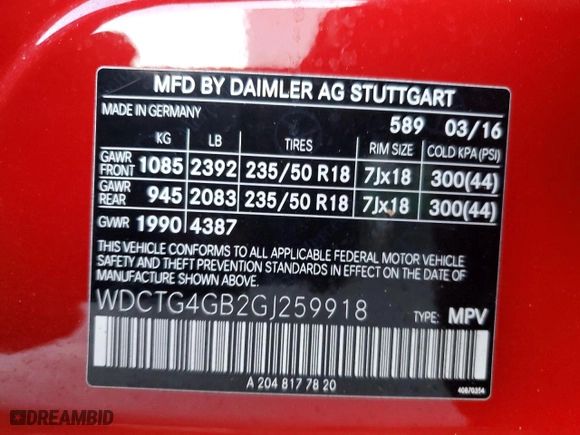 MFD BY DAIMLER AG STUTTGART
MADE IN GERMANY
589 03/16
KG LB TIRES RIM SIZE COLD KPA(PSI)
GAWR FRONT 1085 2392 235/50 R18 7Jx18 300(44)
GAWR REAR 945 2083 235/50 R18 7Jx18 300(44)
GVWR 1990 4387
THIS VEHICLE CONFORMS TO ALL APPLICABLE FEDERAL MOTOR VEHICLE
SAFETY AND THEFT PREVENTION STANDARDS IN EFFECT ON THE DATE OF
MANUFACTURE SHOWN ABOVE.
WDCTG4GB2GJ259918 TYPE: MPV
A 204 817 78 20
40870354
DREAMBID